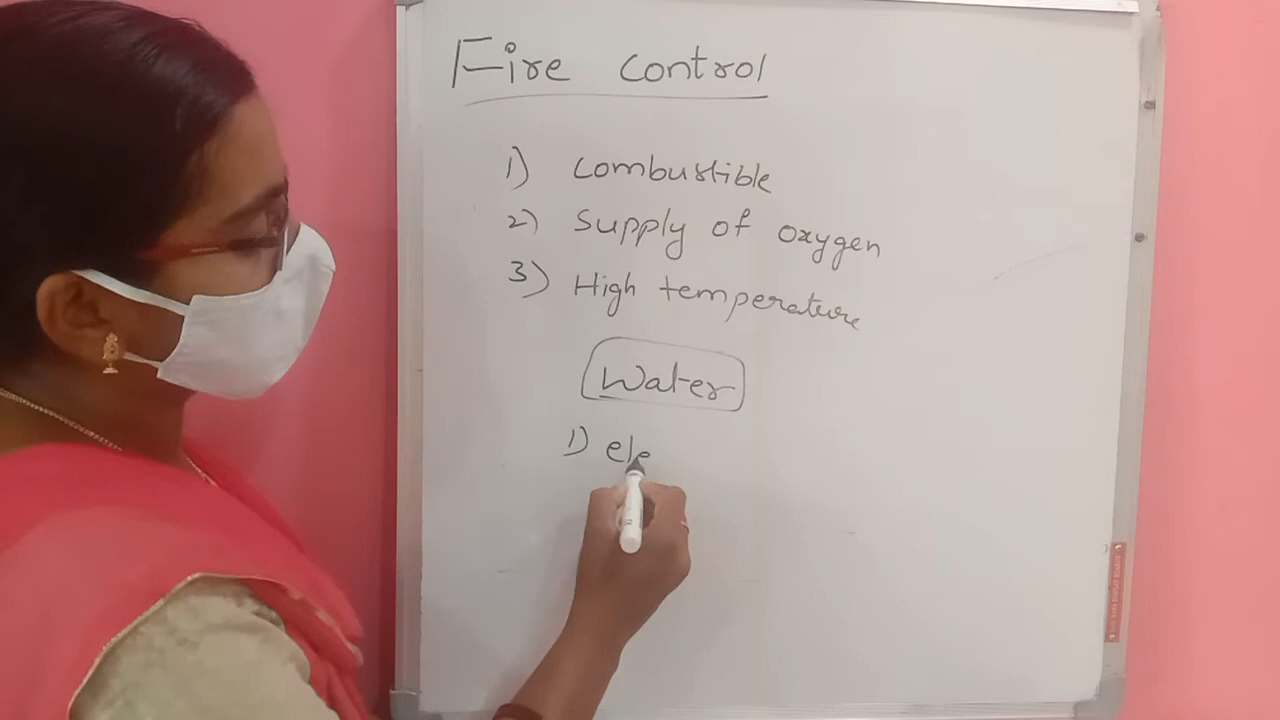 Fire control
1) combustible
2) supply of oxygen
3) High temperature
Water
1) ele